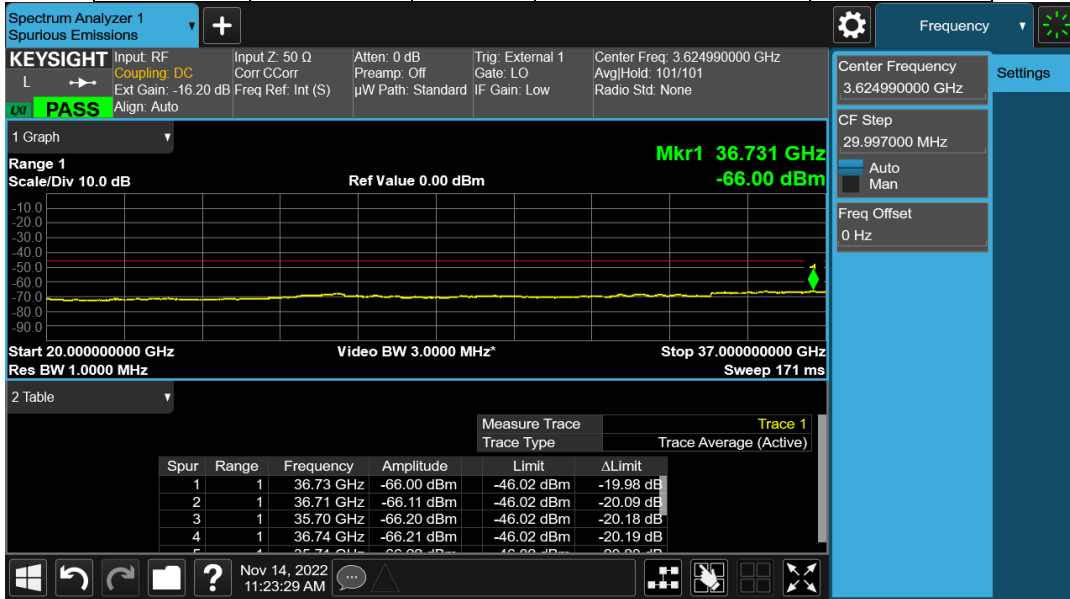 Spectrum Analyzer 1
Spurious Emissions
Frequency
KEYSIGHT
L
LXI PASS
Input: RF
Coupling: DC
Ext Gain: -16.20 dB
Align: Auto
Input Z: 50 Ω
Corr CCorr
Freq Ref: Int (S)
Atten: 0 dB
Preamp: Off
µW Path: Standard
Trig: External 1
Gate: LO
IF Gain: Low
Center Freq: 3.624990000 GHz
Avg|Hold: 101/101
Radio Std: None
Center Frequency
3.624990000 GHz
Settings
CF Step
29.997000 MHz
Auto
Man
Freq Offset
0 Hz
1 Graph
Range 1
Scale/Div 10.0 dB
Ref Value 0.00 dBm
Mkr1 36.731 GHz
-66.00 dBm
-10.0
-20.0
-30.0
-40.0
-50.0
-60.0
-70.0
-80.0
-90.0
1
Start 20.000000000 GHz
Video BW 3.0000 MHz*
Stop 37.000000000 GHz
Res BW 1.0000 MHz
Sweep 171 ms
2 Table
Measure Trace Trace 1
Trace Type Trace Average (Active)
Spur Range Frequency Amplitude Limit ΔLimit
1 1 36.73 GHz -66.00 dBm -46.02 dBm -19.98 dB
2 1 36.71 GHz -66.11 dBm -46.02 dBm -20.09 dB
3 1 35.70 GHz -66.20 dBm -46.02 dBm -20.18 dB
4 1 36.74 GHz -66.21 dBm -46.02 dBm -20.19 dB
Nov 14, 2022
11:23:29 AM